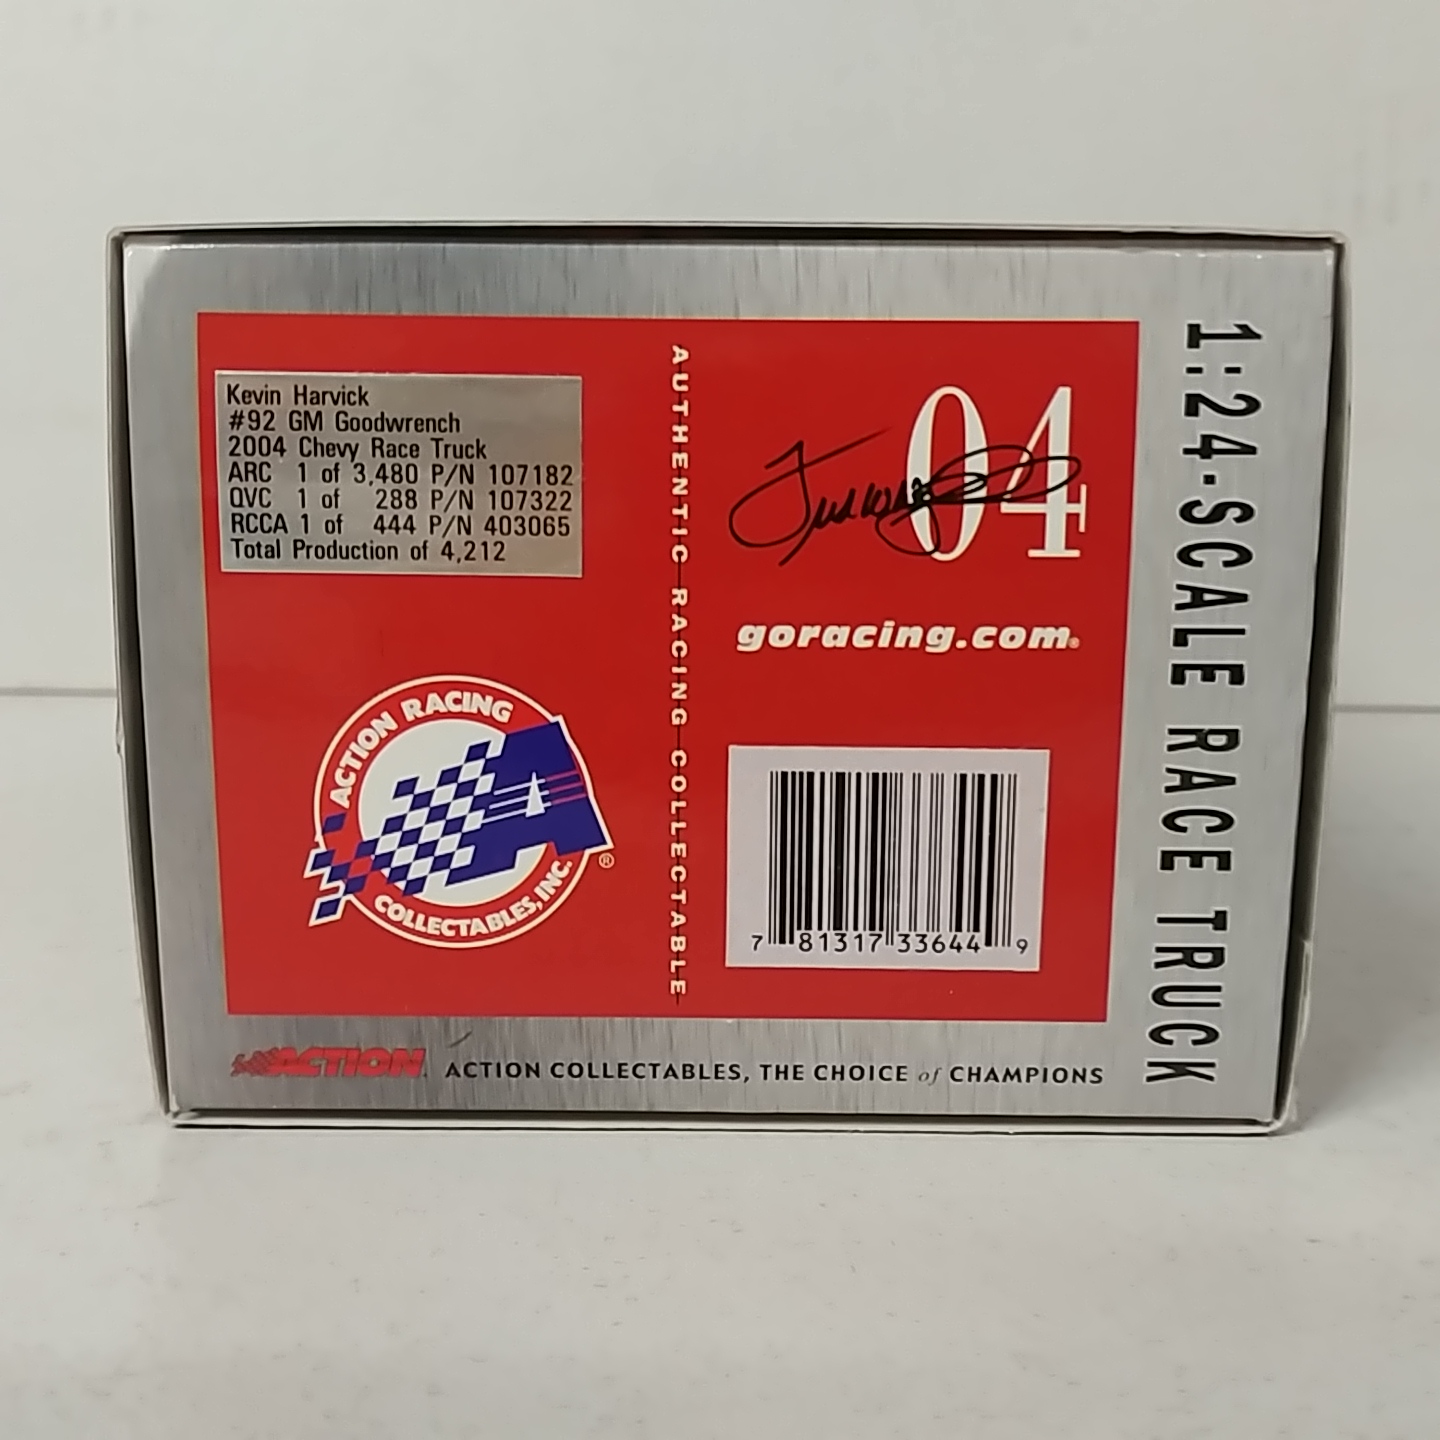 Kevin Harvick
#92 GM Goodwrench
2004 Chevy Race Truck
ARC 1 of 3,480 P/N 107182
QVC 1 of 288 P/N 107322
RCCA 1 of 444 P/N 403065
Total Production of 4,212
ACTION RACING
COLLECTABLES, INC.
®
AUTHENTIC RACING COLLECTABLE
04
goracing.com
7 81317 33644 9
1:24-SCALE RACE TRUCK
ACTION
ACTION COLLECTABLES, THE CHOICE of CHAMPIONS